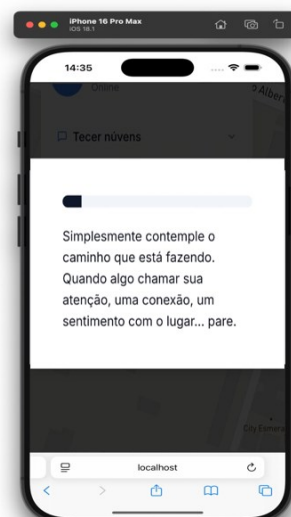 iPhone 16 Pro Max
iOS 18.1
14:35
Online
Tecer núvens
Simplesmente contemple o
caminho que está fazendo.
Quando algo chamar sua
atenção, uma conexão, um
sentimento com o lugar... pare.
localhost